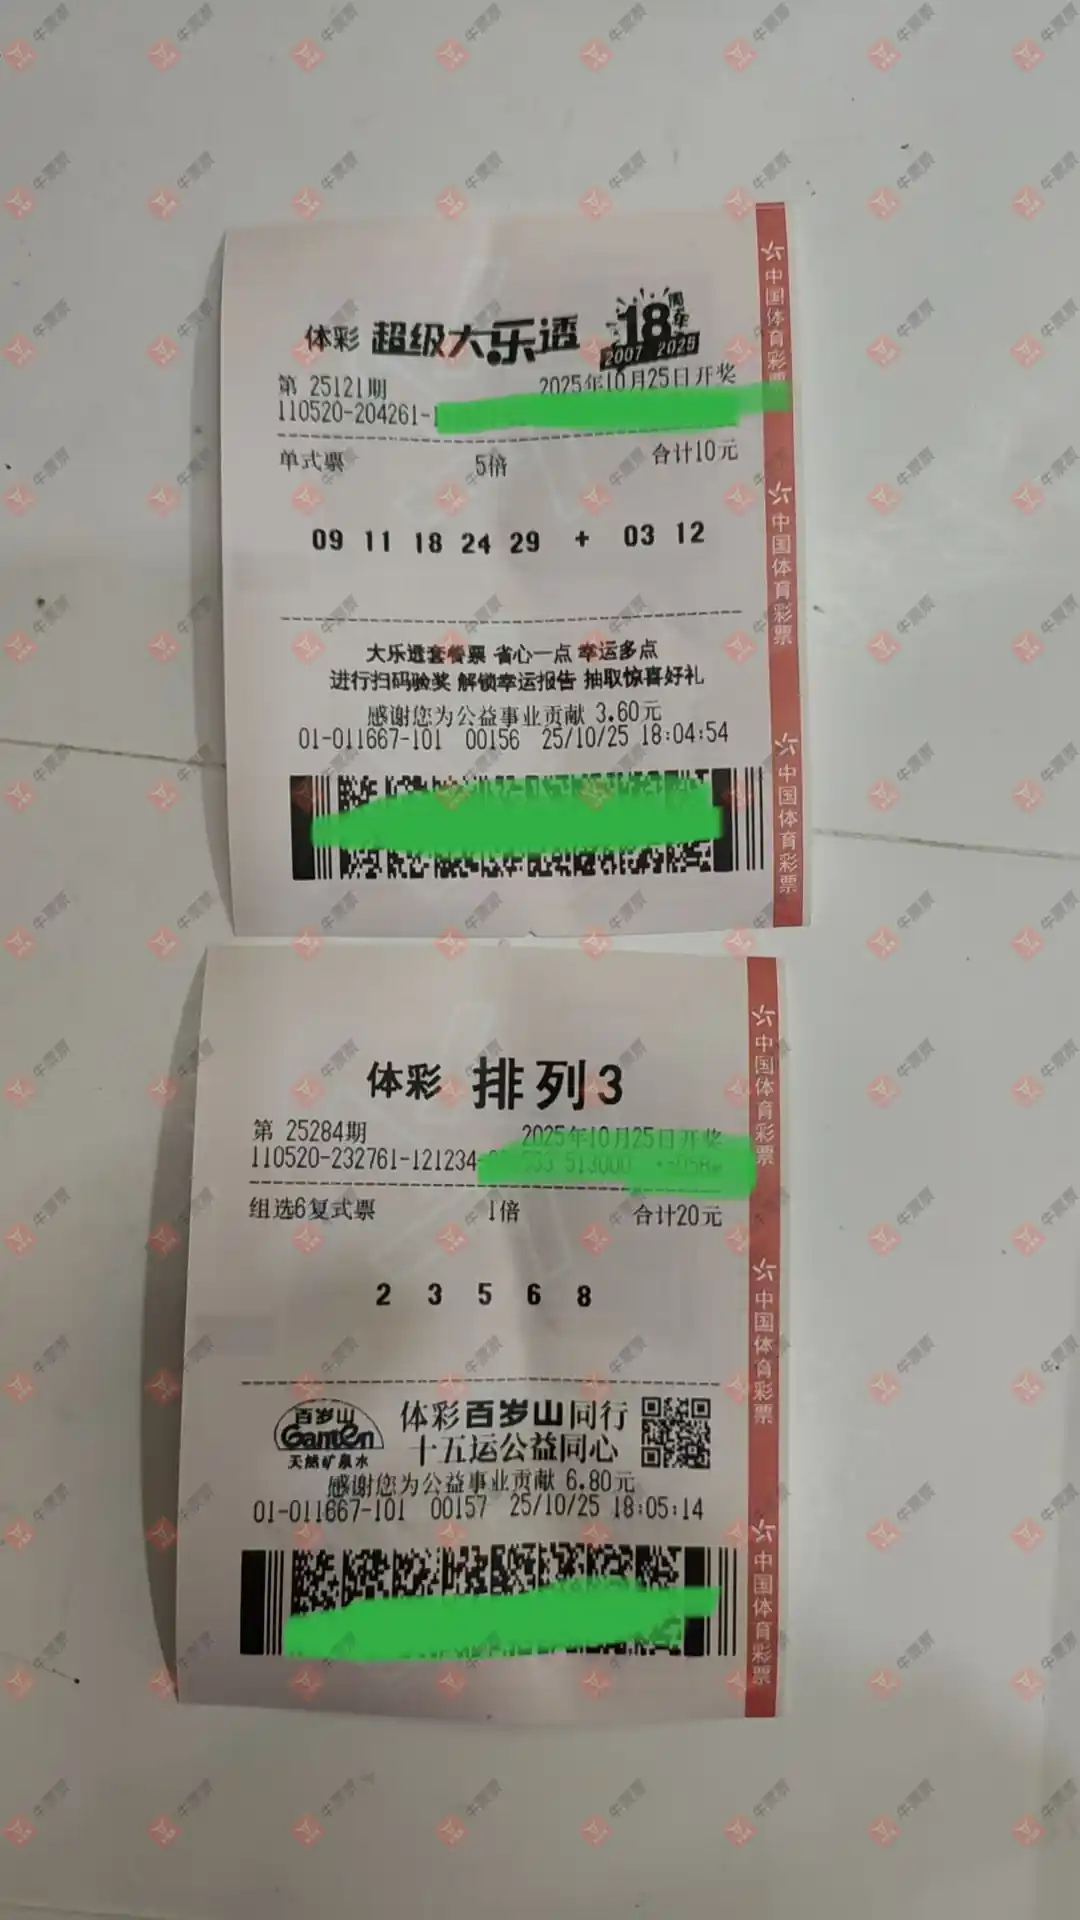 体彩 超级大乐透 18周年 2007 2025
第 25121期 2025年10月25日开奖
110520-204261-1
单式票 5倍 合计10元
09 11 18 24 29 + 03 12
大乐透套餐票 省心一点 幸运多点
进行扫码验奖 解锁幸运报告 抽取惊喜好礼
感谢您为公益事业贡献 3.60元
01-011667-101 00156 25/10/25 18:04:54
中国体育彩票
中国体育彩票
中国体育彩票
体彩 排列3
第 25284期 2025年10月25日开奖
110520-232761-121234-
组选6复式票 1倍 合计20元
2 3 5 6 8
百岁山 Ganten 天然矿泉水
体彩百岁山同行
十五运公益同心
感谢您为公益事业贡献 6.80元
01-011667-101 00157 25/10/25 18:05:14
中国体育彩票
中国体育彩票
中国体育彩票
牛票票